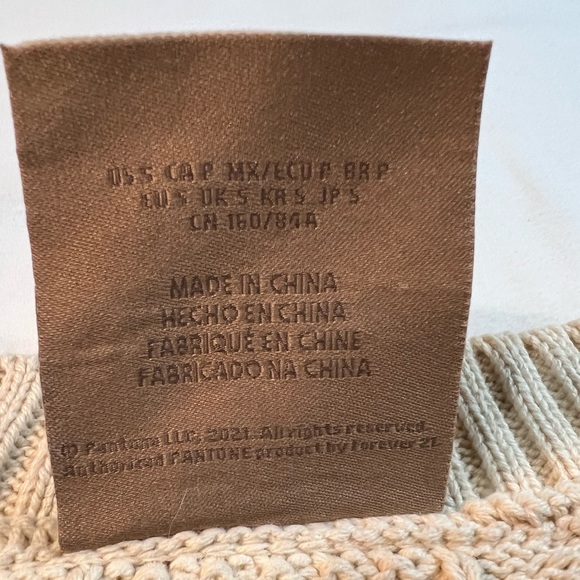 US S CA P MX/ECU P BR P
EU S UK S KR S JP S
CN 160/84A
MADE IN CHINA
HECHO EN CHINA
FABRIQUÉ EN CHINE
FABRICADO NA CHINA
© Pantone LLC, 2021. All rights reserved.
Authorized PANTONE product by Forever 21.